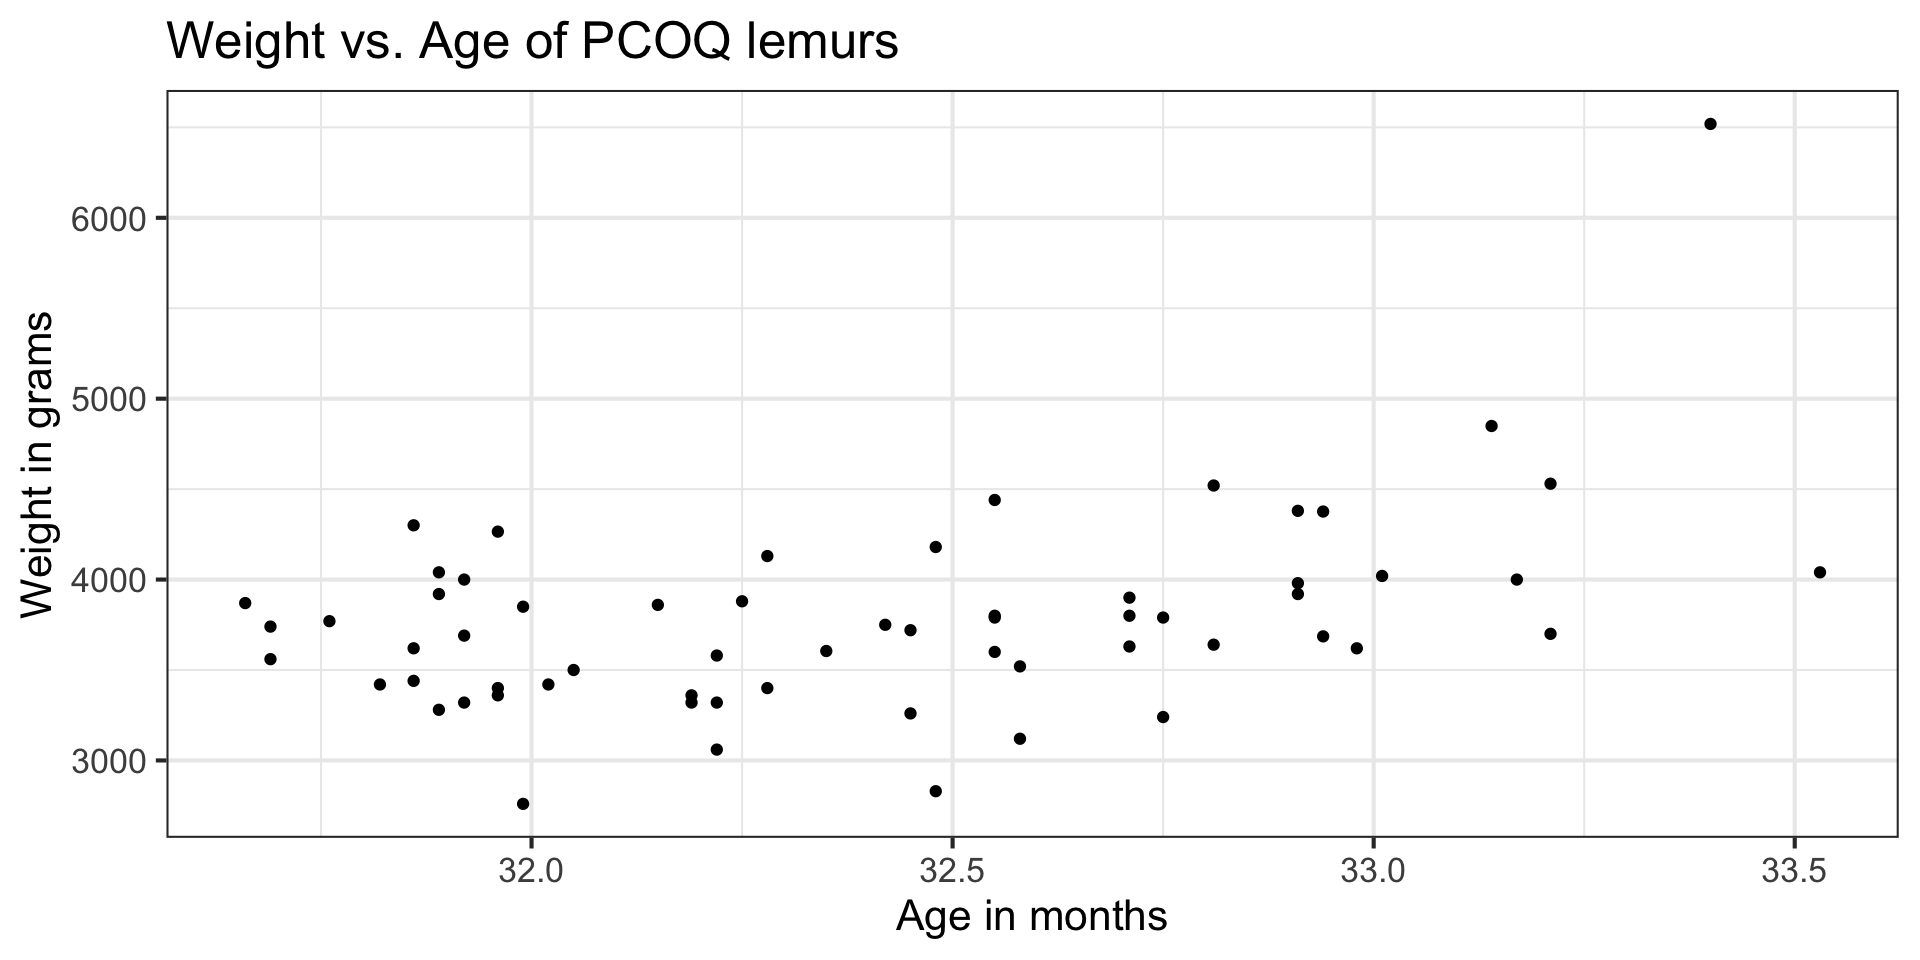 Weight vs. Age of PCOQ lemurs
6000
5000
4000
3000
Weight in grams
32.0 32.5 33.0 33.5
Age in months